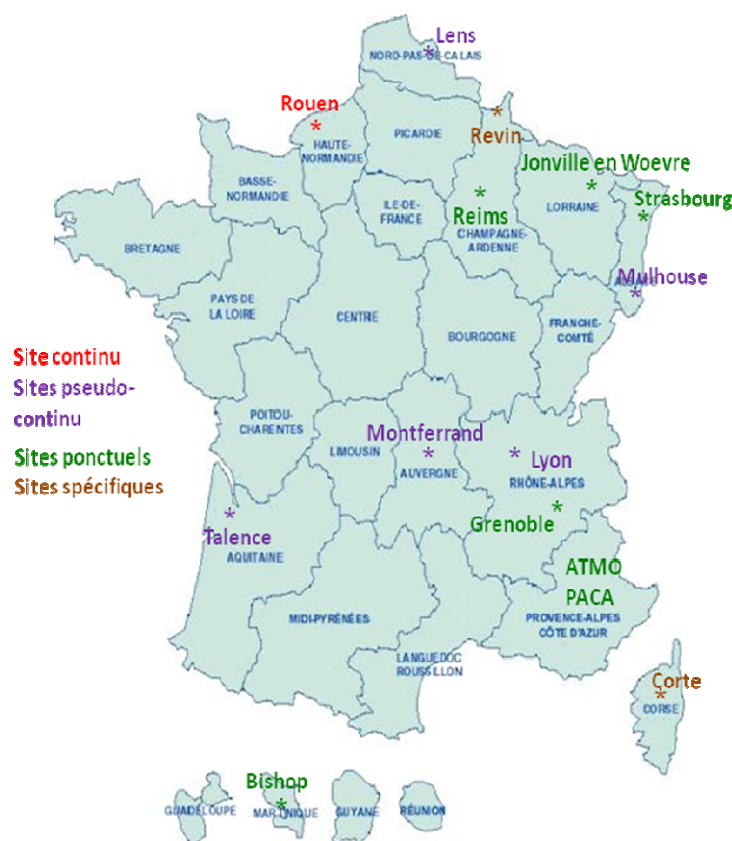 Lens
NORD-PAS-DE-CALAIS
Rouen
*
HAUTE-
NORMANDIE
PICARDIE
*
Revin
BASSE-
NORMANDIE
ILE-DE-
FRANCE
Jonville en Woevre
*
LORRAINE
Strasbourg
*
*
Reims
CHAMPAGNE-
ARDENNE
BRETAGNE
Mulhouse
*
PAYS DE
LA LOIRE
CENTRE
BOURGOGNE
FRANCHE-
COMTÉ
Site continu
Sites pseudo-
continu
Sites ponctuels
Sites spécifiques
POITOU-
CHARENTES
LIMOUSIN
Montferrand
*
AUVERGNE
*
Lyon
RHÔNE-ALPES
*
Grenoble
*
Talence
AQUITAINE
ATMO
PACA
PROVENCE-ALPES
CÔTE D'AZUR
MIDI-PYRÉNÉES
LANGUEDOC
ROUSSILLON
Corte
*
CORSE
Bishop
*
GUADELOUPE
MARTINIQUE
GUYANE
RÉUNION